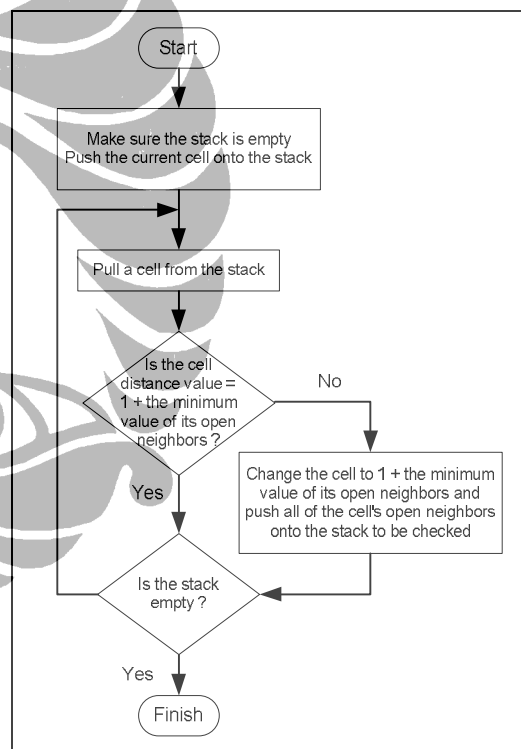 Start
Make sure the stack is empty
Push the current cell onto the stack
Pull a cell from the stack
Is the cell
distance value =
1 + the minimum
value of its open
neighbors ?
No
Change the cell to 1 + the minimum
value of its open neighbors and
push all of the cell's open neighbors
onto the stack to be checked
Yes
Is the stack
empty ?
Yes
Finish